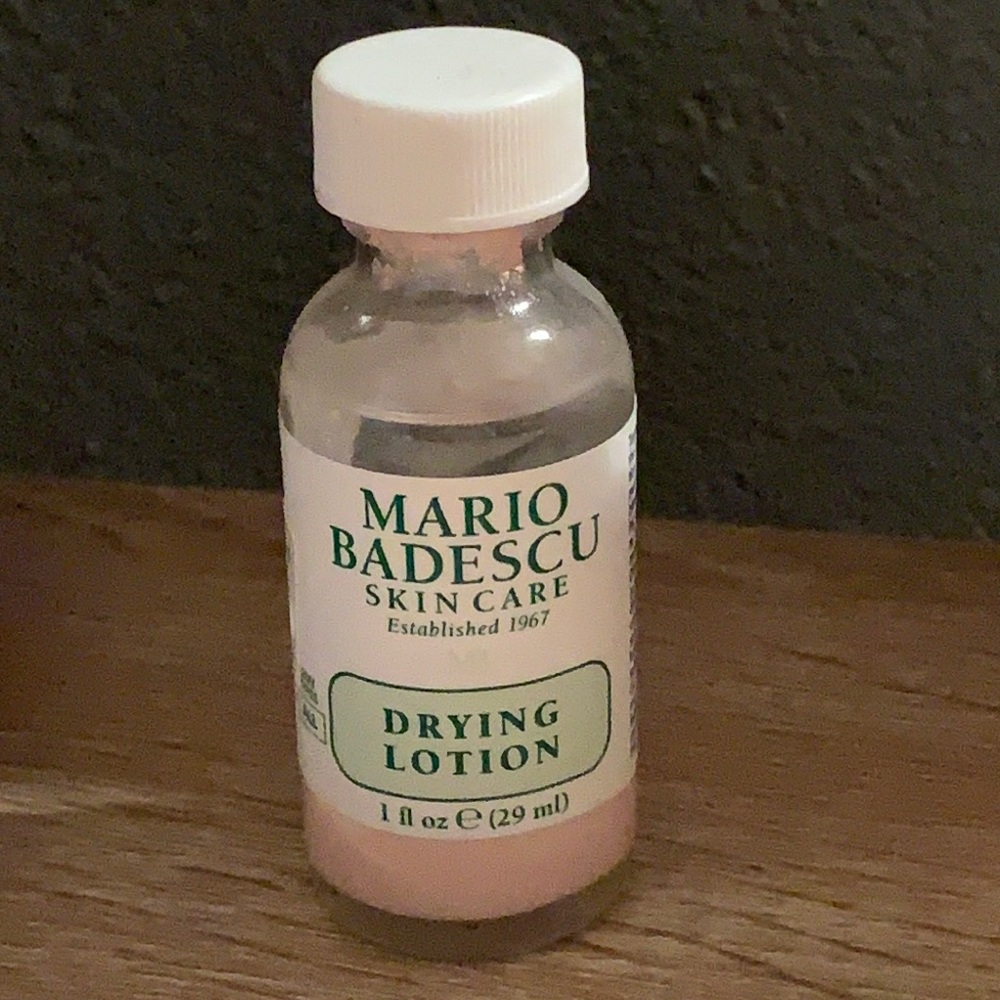 MARIO
BADESCU
SKIN CARE
Established 1967
DRYING
LOTION
1 fl oz ℮ (29 ml)